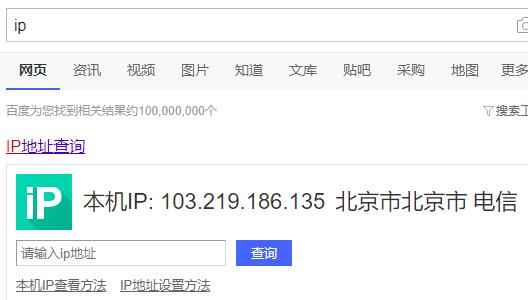 ip
网页 资讯 视频 图片 知道 文库 贴吧 采购 地图 更多
百度为您找到相关结果约100,000,000个 搜索工
IP地址查询
iP 本机IP: 103.219.186.135 北京市北京市 电信
请输入ip地址 查询
本机IP查看方法 IP地址设置方法